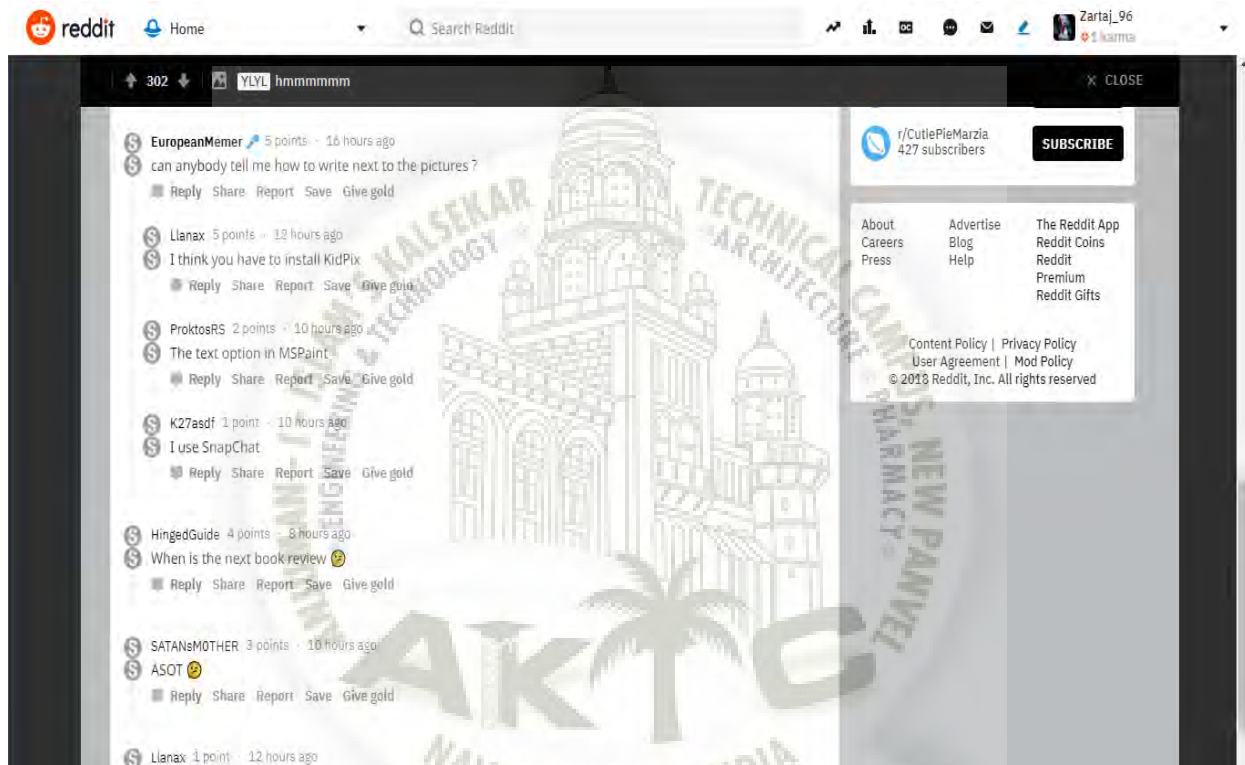 reddit Home Search Reddit Zartaj_96
1 karma
302 YLYL hmmmmmm CLOSE
EuropeanMemer 5 points · 16 hours ago
can anybody tell me how to write next to the pictures ?
Reply Share Report Save Give gold
Llanax 5 points · 12 hours ago
I think you have to install KidPix
Reply Share Report Save Give gold
ProktosRS 2 points · 10 hours ago
The text option in MSPaint
Reply Share Report Save Give gold
K27asdf 1 point · 10 hours ago
I use SnapChat
Reply Share Report Save Give gold
HingedGuide 4 points · 8 hours ago
When is the next book review
Reply Share Report Save Give gold
SATANsM0THER 3 points · 10 hours ago
ASOT
Reply Share Report Save Give gold
Llanax 1 point · 12 hours ago
r/CutiePieMarzia
427 subscribers
SUBSCRIBE
About Advertise The Reddit App
Careers Blog Reddit Coins
Press Help Reddit
Premium
Reddit Gifts
Content Policy | Privacy Policy
User Agreement | Mod Policy
© 2018 Reddit, Inc. All rights reserved
KALSEKAR TECHNICAL CAMPUS, NEW PANVEL
ENGINEERING & TECHNOLOGY ARCHITECTURE PHARMACY
AKTC